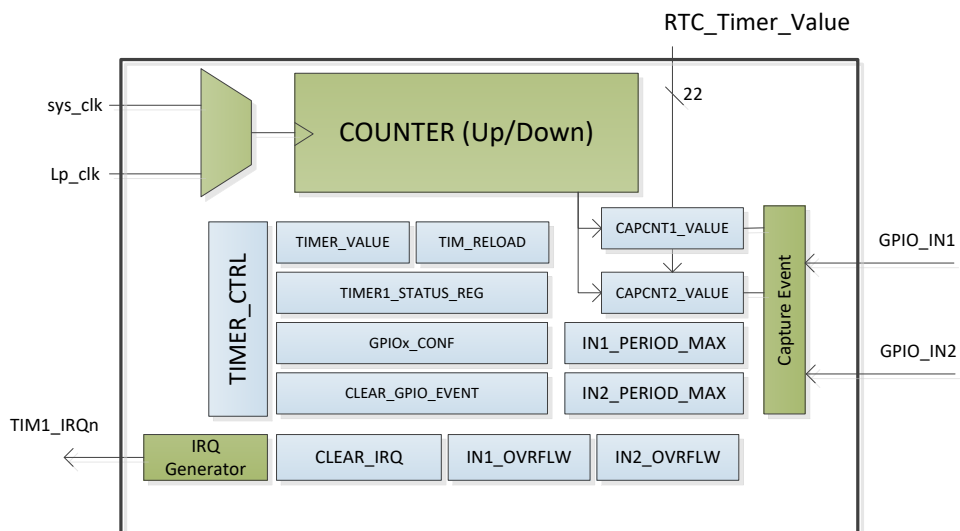 RTC_Timer_Value
22
sys_clk
COUNTER (Up/Down)
Lp_clk
CAPCNT1_VALUE
TIMER_VALUE
TIM_RELOAD
GPIO_IN1
TIMER_CTRL
TIMER1_STATUS_REG
CAPCNT2_VALUE
Capture Event
GPIOx_CONF
IN1_PERIOD_MAX
GPIO_IN2
CLEAR_GPIO_EVENT
IN2_PERIOD_MAX
TIM1_IRQn
IRQ
Generator
CLEAR_IRQ
IN1_OVRFLW
IN2_OVRFLW